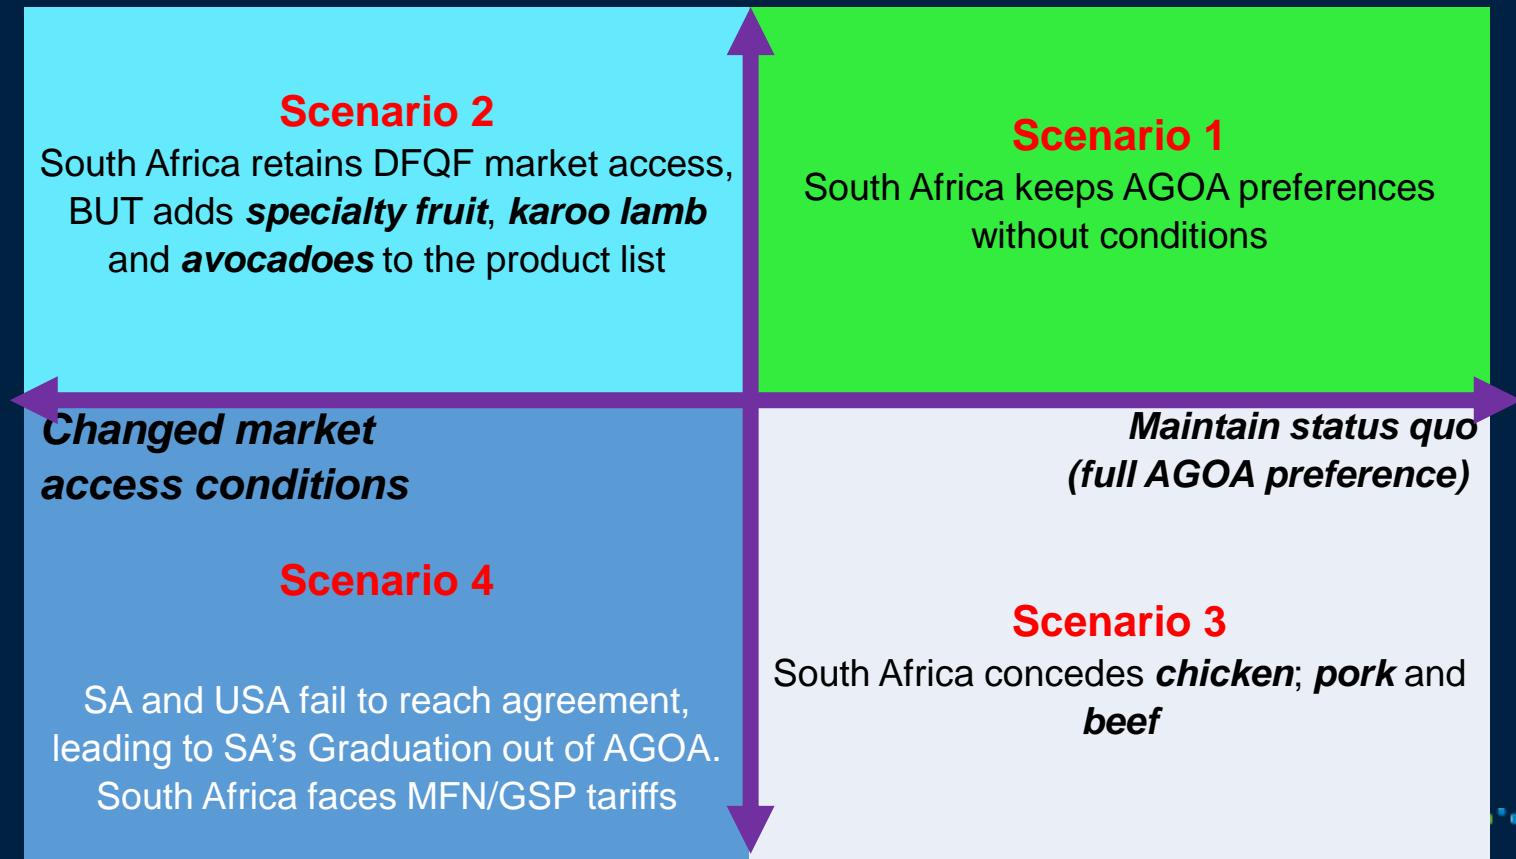 Scenario 2
South Africa retains DFQF market access,
BUT adds specialty fruit, karoo lamb
and avocadoes to the product list
Scenario 1
South Africa keeps AGOA preferences
without conditions
Changed market
access conditions
Maintain status quo
(full AGOA preference)
Scenario 4
SA and USA fail to reach agreement,
leading to SA's Graduation out of AGOA.
South Africa faces MFN/GSP tariffs
Scenario 3
South Africa concedes chicken; pork and
beef